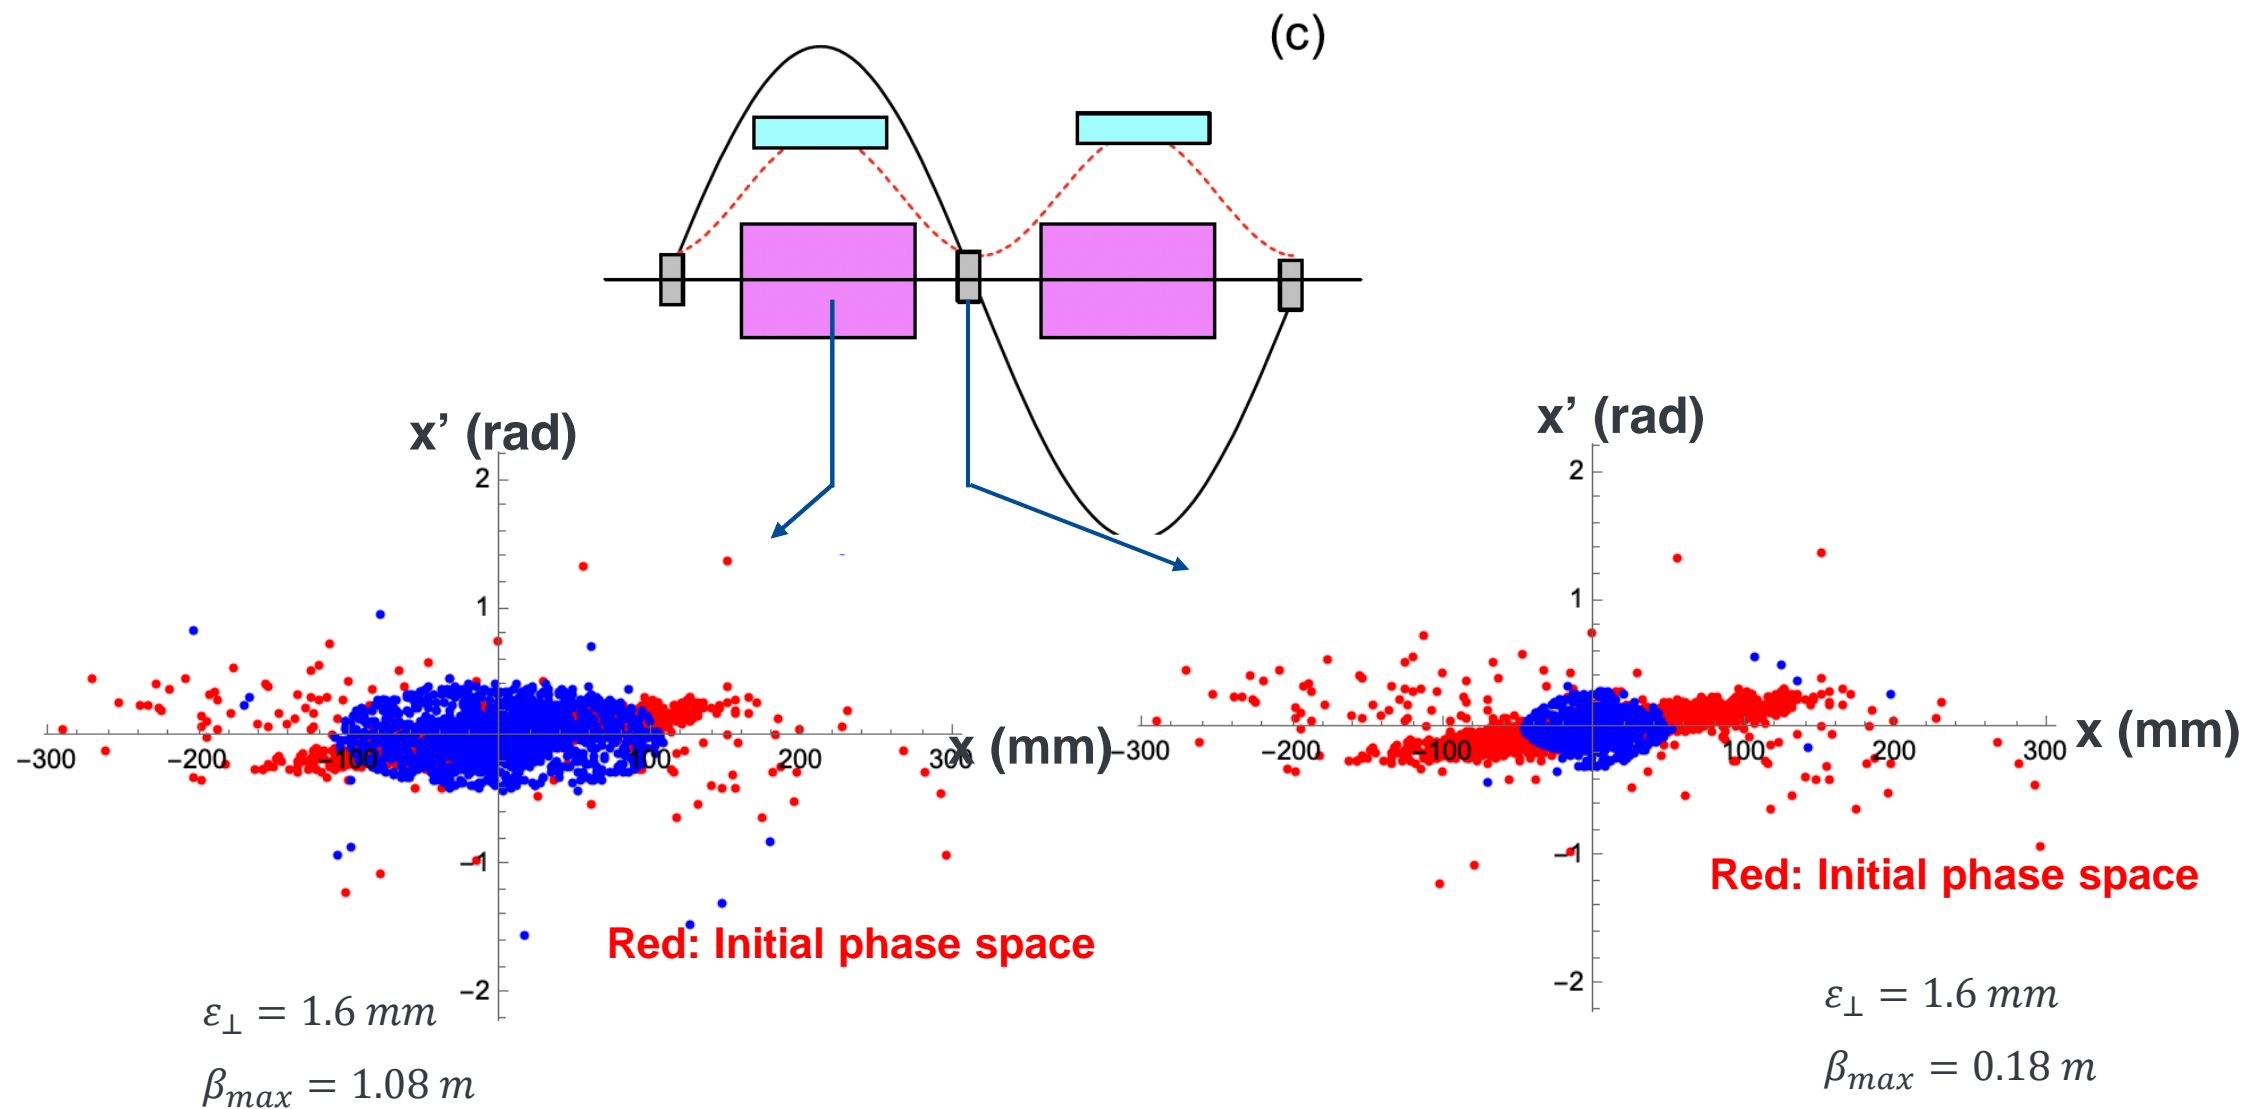 (c)
x’ (rad)
2
1
−300
−200
−100
100
200
300
x (mm)
−1
−2
Red: Initial phase space
ε⊥ = 1.6 mm
βmax = 1.08 m
x’ (rad)
2
1
−300
−200
−100
100
200
300
x (mm)
−1
−2
Red: Initial phase space
ε⊥ = 1.6 mm
βmax = 0.18 m